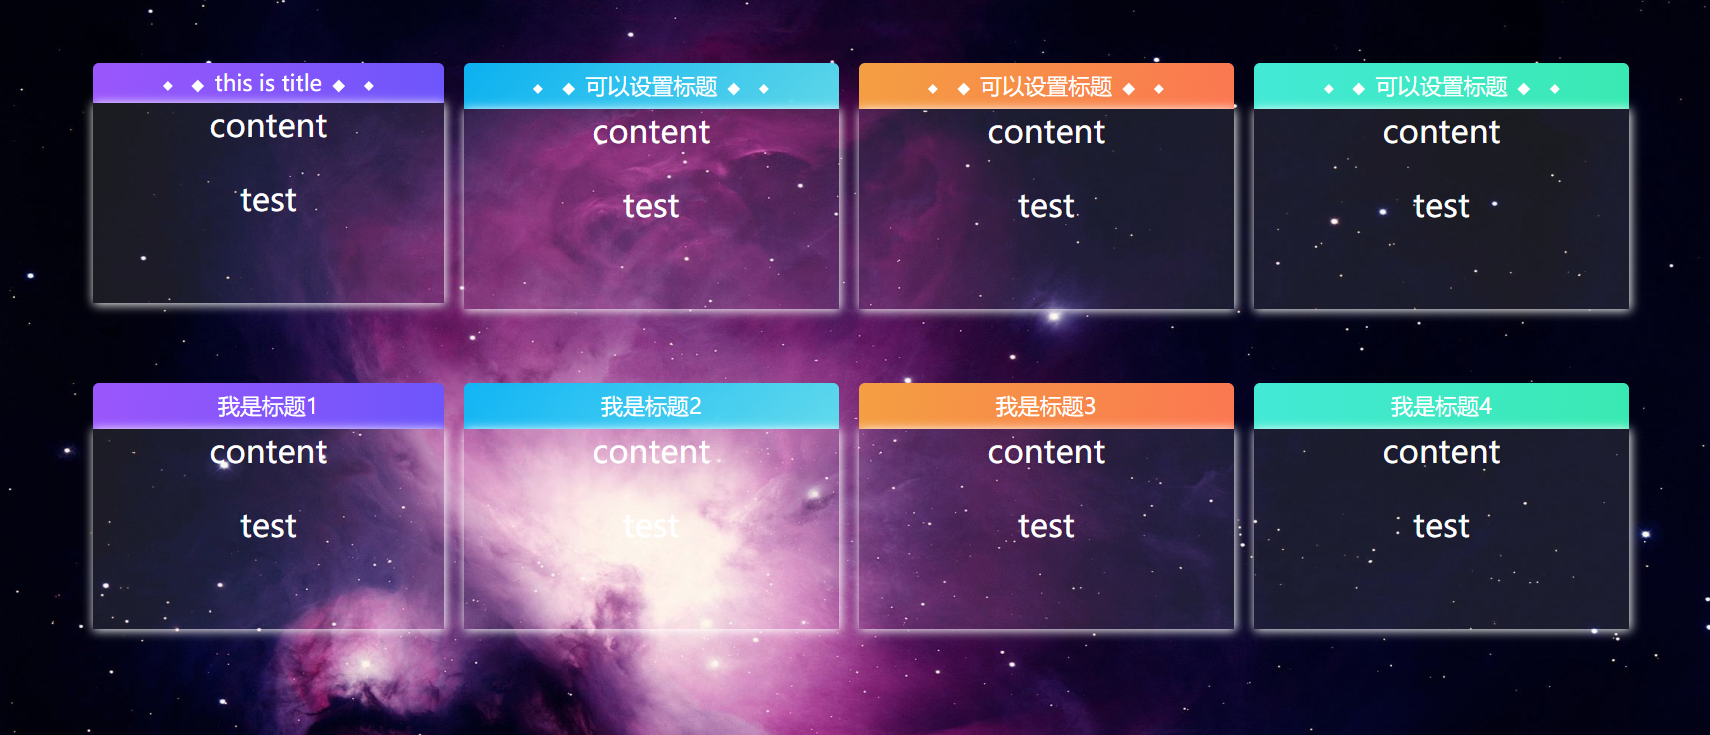 ◆ ◆ this is title ◆ ◆
content
test
◆ ◆ 可以设置标题 ◆ ◆
content
test
◆ ◆ 可以设置标题 ◆ ◆
content
test
◆ ◆ 可以设置标题 ◆ ◆
content
test
我是标题1
content
test
我是标题2
content
test
我是标题3
content
test
我是标题4
content
test